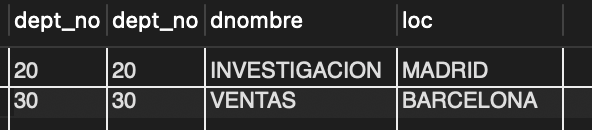 dept_no dept_no dnombre loc
20 20 INVESTIGACION MADRID
30 30 VENTAS BARCELONA